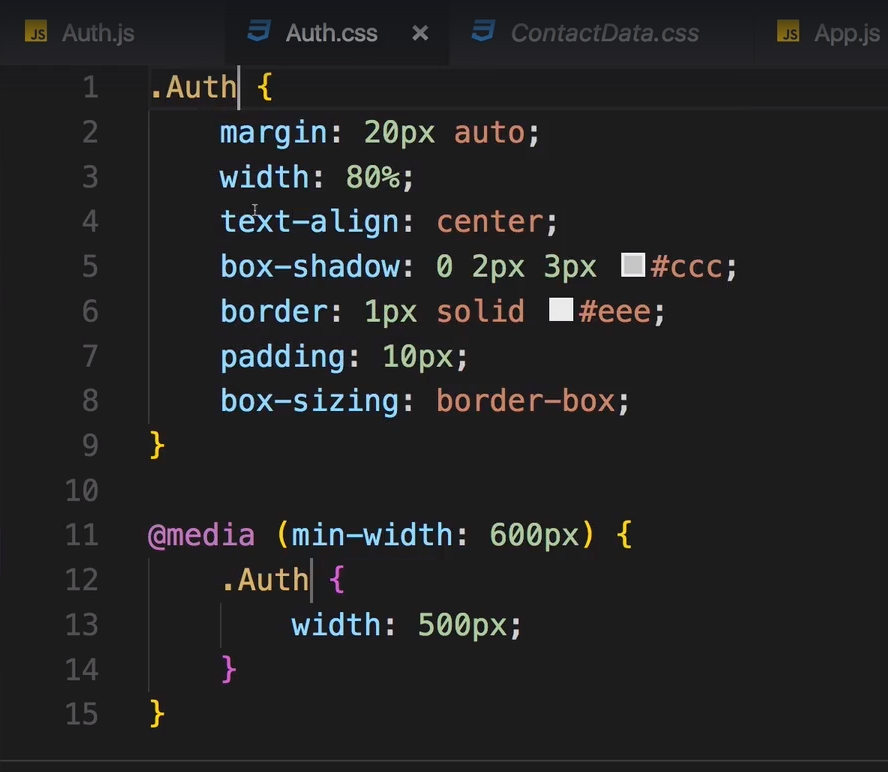 JS Auth.js Auth.css × ContactData.css JS App.js
1 .Auth {
2 margin: 20px auto;
3 width: 80%;
4 text-align: center;
5 box-shadow: 0 2px 3px #ccc;
6 border: 1px solid #eee;
7 padding: 10px;
8 box-sizing: border-box;
9 }
10
11 @media (min-width: 600px) {
12 .Auth {
13 width: 500px;
14 }
15 }